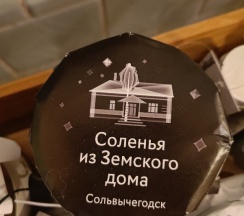 Соленья
из Земского
дома
Сольвычегодск